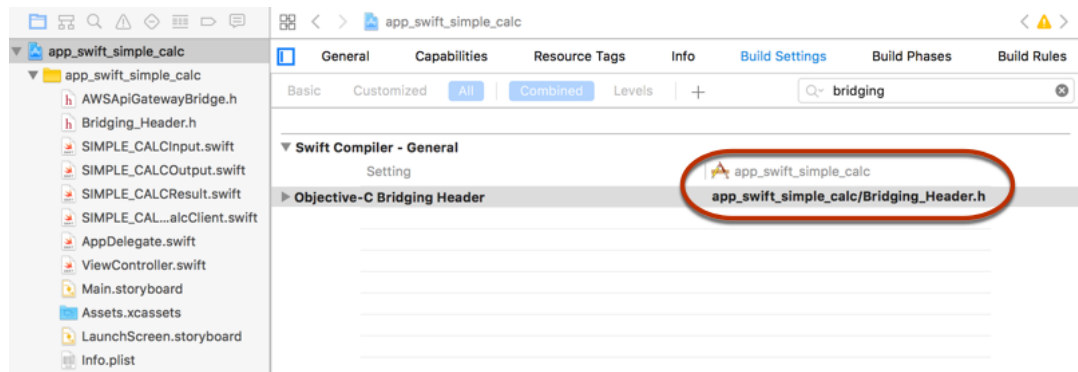 app_swift_simple_calc
General Capabilities Resource Tags Info Build Settings Build Phases Build Rules
Basic Customized All Combined Levels + bridging
app_swift_simple_calc
app_swift_simple_calc
h AWSApiGatewayBridge.h
h Bridging_Header.h
SIMPLE_CALCInput.swift
SIMPLE_CALCOutput.swift
SIMPLE_CALCResult.swift
SIMPLE_CAL...alcClient.swift
AppDelegate.swift
ViewController.swift
Main.storyboard
Assets.xcassets
LaunchScreen.storyboard
Info.plist
Swift Compiler - General
Setting app_swift_simple_calc
Objective-C Bridging Header app_swift_simple_calc/Bridging_Header.h